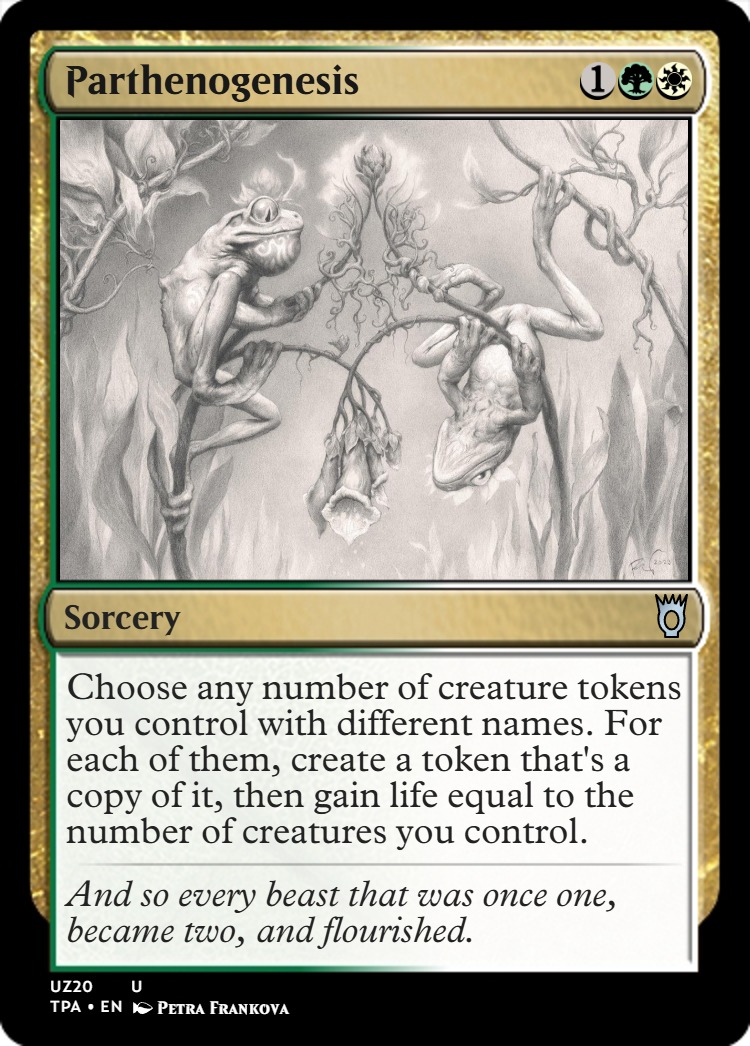 Parthenogenesis 1
Sorcery
Choose any number of creature tokens
you control with different names. For
each of them, create a token that's a
copy of it, then gain life equal to the
number of creatures you control.
And so every beast that was once one,
became two, and flourished.
UZ20 U
TPA • EN Petra Frankova